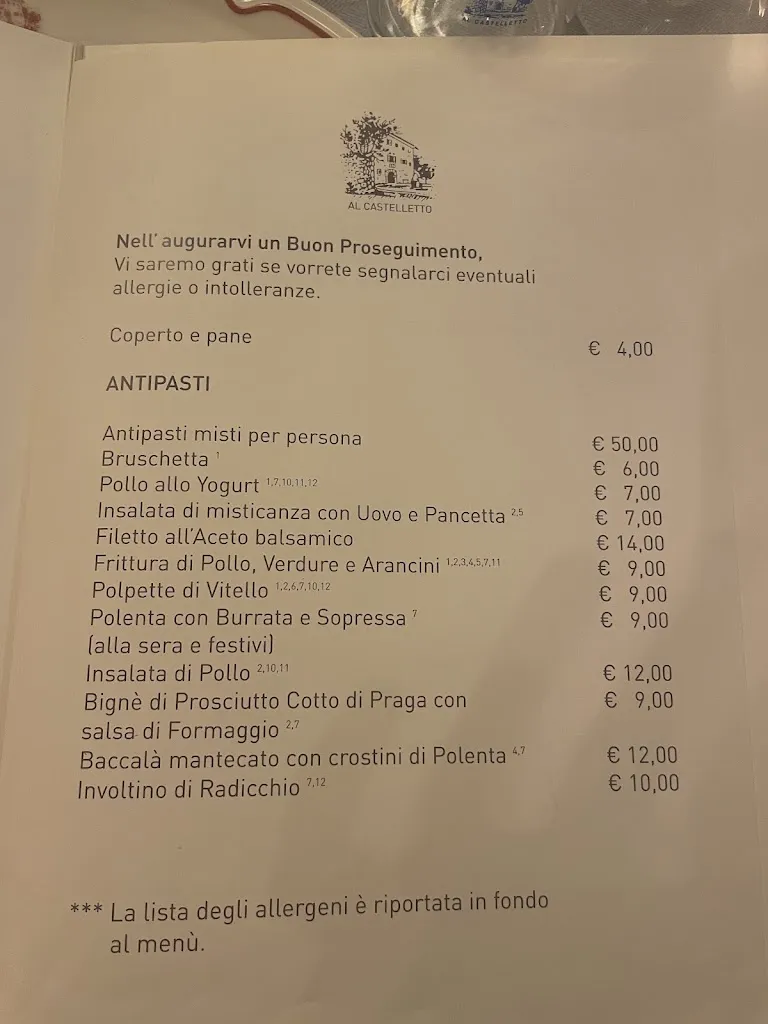 AL CASTELLETTO
AL CASTELLETTO
Nell' augurarvi un Buon Proseguimento,
Vi saremo grati se vorrete segnalarci eventuali
allergie o intolleranze.
Coperto e pane € 4,00
ANTIPASTI
Antipasti misti per persona € 50,00
Bruschetta 1 € 6,00
Pollo allo Yogurt 1,7,10,11,12 € 7,00
Insalata di misticanza con Uovo e Pancetta 2,5 € 7,00
Filetto all'Aceto balsamico € 14,00
Frittura di Pollo, Verdure e Arancini 1,2,3,4,5,7,11 € 9,00
Polpette di Vitello 1,2,6,7,10,12 € 9,00
Polenta con Burrata e Sopressa 7 € 9,00
(alla sera e festivi)
Insalata di Pollo 2,10,11 € 12,00
Bignè di Prosciutto Cotto di Praga con € 9,00
salsa di Formaggio 2,7
Baccalà mantecato con crostini di Polenta 4,7 € 12,00
Involtino di Radicchio 7,12 € 10,00
*** La lista degli allergeni è riportata in fondo
al menù.